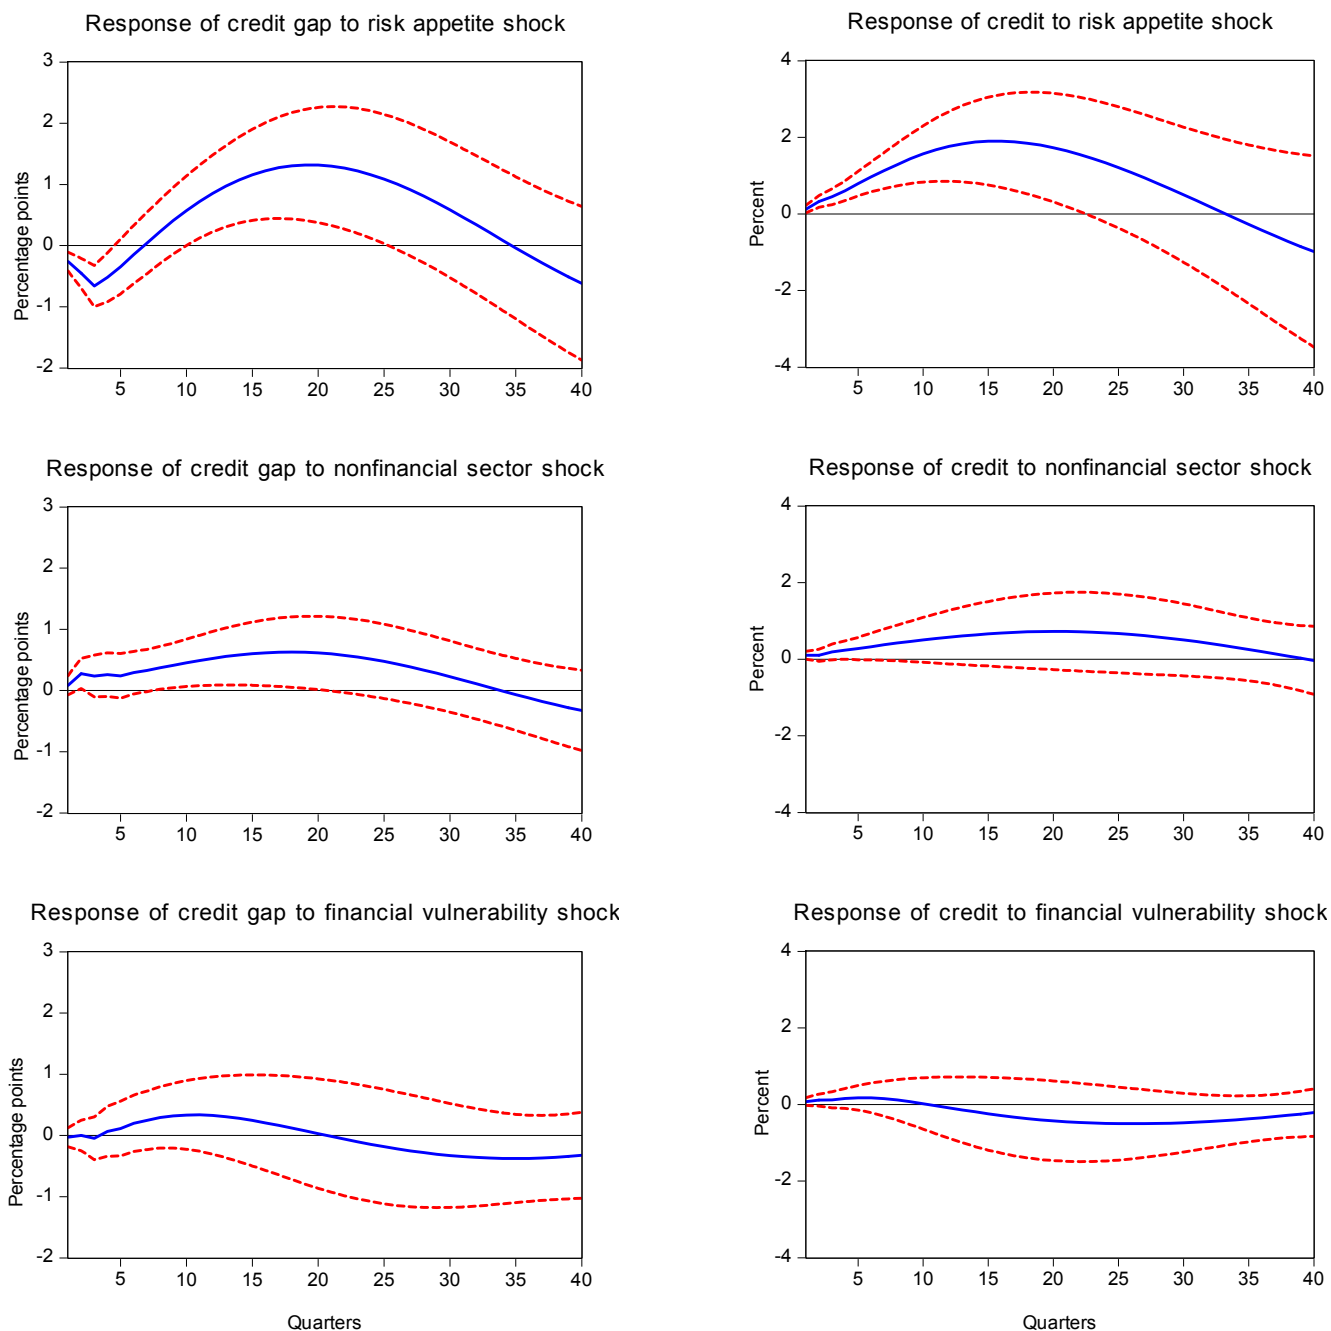 Response of credit gap to risk appetite shock
Percentage points
3
2
1
0
-1
-2
5 10 15 20 25 30 35 40
Response of credit to risk appetite shock
Percent
4
2
0
-2
-4
5 10 15 20 25 30 35 40
Response of credit gap to nonfinancial sector shock
Percentage points
3
2
1
0
-1
-2
5 10 15 20 25 30 35 40
Response of credit to nonfinancial sector shock
Percent
4
2
0
-2
-4
5 10 15 20 25 30 35 40
Response of credit gap to financial vulnerability shock
Percentage points
3
2
1
0
-1
-2
5 10 15 20 25 30 35 40
Quarters
Response of credit to financial vulnerability shock
Percent
4
2
0
-2
-4
5 10 15 20 25 30 35 40
Quarters